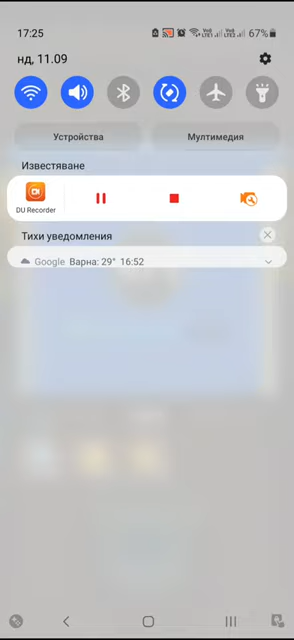 17:25
67%
нд, 11.09
Устройства
Мултимедия
Известяване
DU Recorder
Тихи уведомления
Google Варна: 29° 16:52